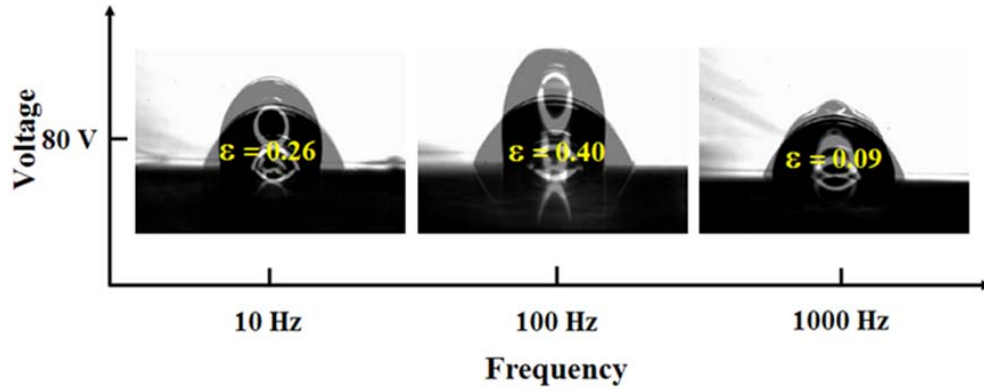 Voltage
80 V
ε = 0.26
ε = 0.40
ε = 0.09
10 Hz
100 Hz
1000 Hz
Frequency